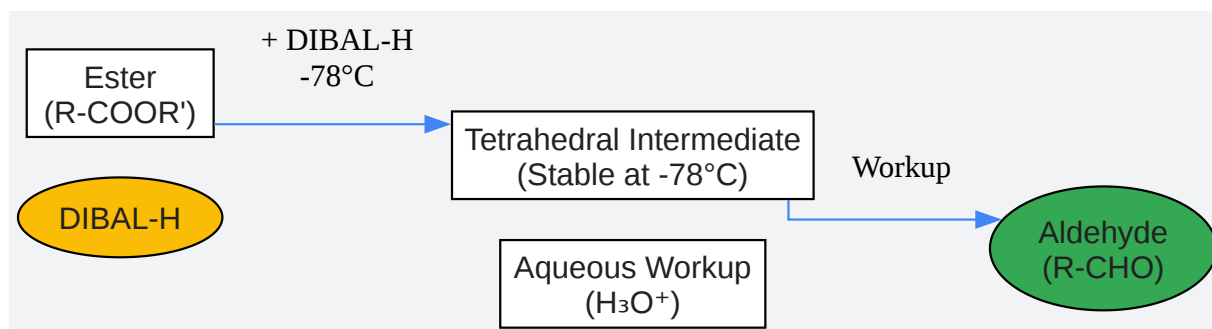 Ester
(R-COOR')
+ DIBAL-H
-78°C
DIBAL-H
Tetrahedral Intermediate
(Stable at -78°C)
Workup
Aqueous Workup
(H₃O⁺)
Aldehyde
(R-CHO)